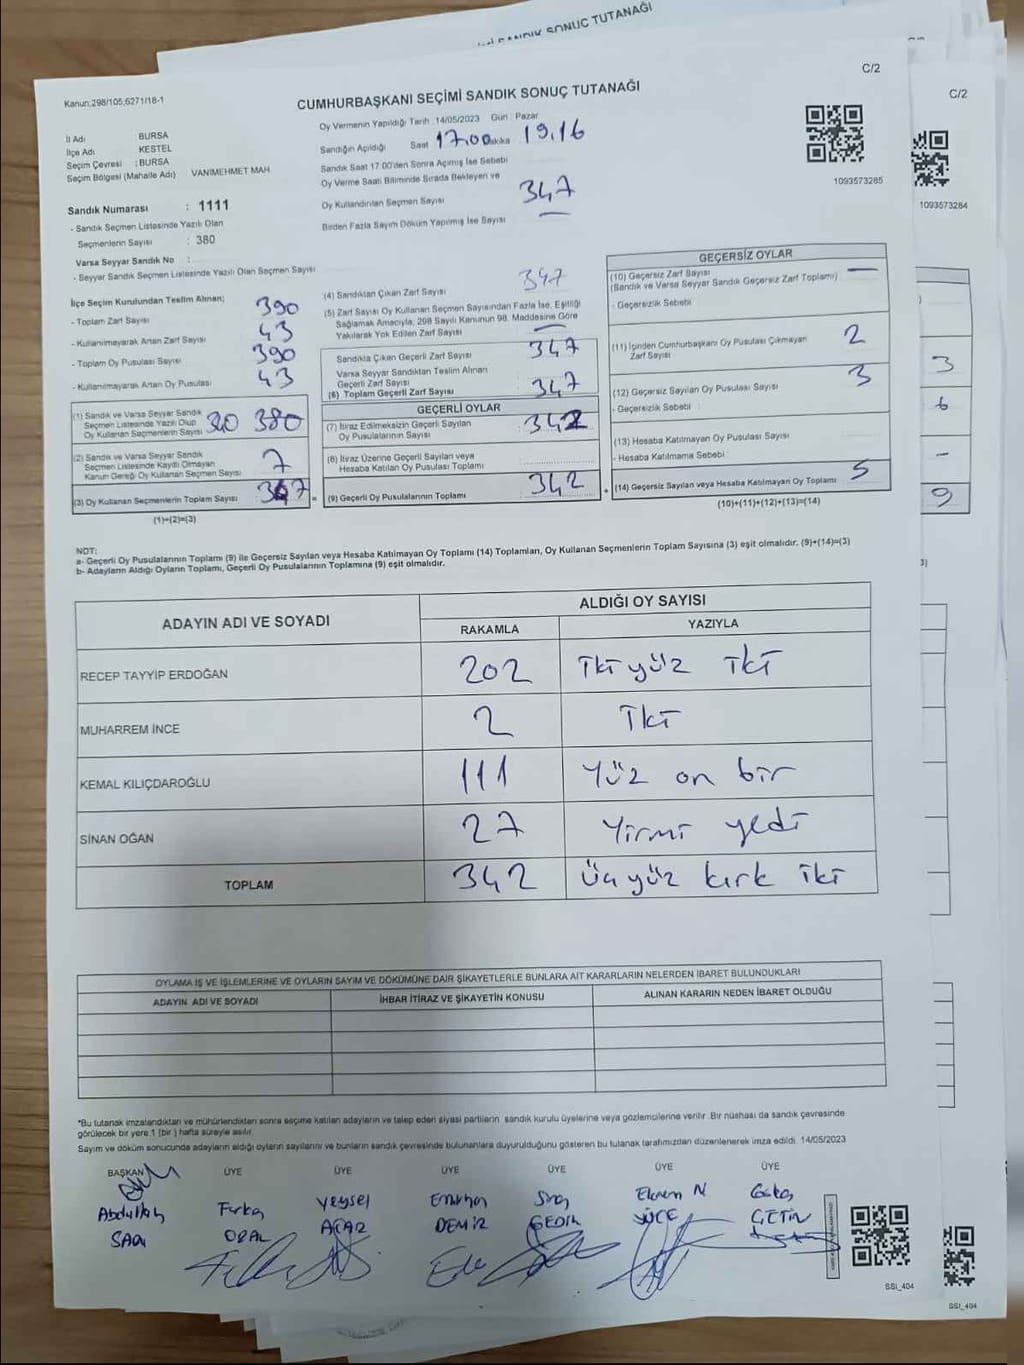 SANDIK SONUÇ TUTANAĞI
C/2
C/2
Kanun:298/105,6271/18-1
CUMHURBAŞKANI SEÇİMİ SANDIK SONUÇ TUTANAĞI
İl Adı BURSA
İlçe Adı KESTEL
Seçim Çevresi : BURSA
Seçim Bölgesi (Mahalle Adı) VANIMEHMET MAH
Sandık Numarası : 1111
- Sandık Seçmen Listesinde Yazılı Olan
Seçmenlerin Sayısı : 380
Varsa Seyyar Sandık No :
- Seyyar Sandık Seçmen Listesinde Yazılı Olan Seçmen Sayısı
Oy Vermenin Yapıldığı Tarih : 14/05/2023 Gün : Pazar
Sandığın Açıldığı Saat 17.00 Dakika 19.16
Sandık Saat 17.00'den Sonra Açılmış İse Sebebi
Oy Verme Saati Bitiminde Sırada Bekleyen ve
Oy Kullandırılan Seçmen Sayısı 347
Birden Fazla Sayım Döküm Yapılmış İse Sayısı
1093573285
1093573284
İlçe Seçim Kurulundan Teslim Alınan;
- Toplam Zarf Sayısı 390
- Kullanılmayarak Artan Zarf Sayısı 43
- Toplam Oy Pusulası Sayısı 390
- Kullanılmayarak Artan Oy Pusulası 43
(1) Sandık ve Varsa Seyyar Sandık
Seçmen Listesinde Yazılı Olup
Oy Kullanan Seçmenlerin Sayısı 380
(2) Sandık ve Varsa Seyyar Sandık
Seçmen Listesinde Kayıtlı Olmayan
Kanun Gereği Oy Kullanan Seçmen Sayısı 7
(3) Oy Kullanan Seçmenlerin Toplam Sayısı 347 =
(1)+(2)=(3)
(4) Sandıktan Çıkan Zarf Sayısı 347
(5) Zarf Sayısı Oy Kullanan Seçmen Sayısından Fazla İse, Eşitliği
Sağlamak Amacıyla, 298 Sayılı Kanunun 98. Maddesine Göre
Yakılarak Yok Edilen Zarf Sayısı
Sandıkta Çıkan Geçerli Zarf Sayısı 347
Varsa Seyyar Sandıktan Teslim Alınan
Geçerli Zarf Sayısı
(6) Toplam Geçerli Zarf Sayısı 347
GEÇERLİ OYLAR
(7) İtiraz Edilmeksizin Geçerli Sayılan
Oy Pusulalarının Sayısı : 342
(8) İtiraz Üzerine Geçerli Sayılan veya
Hesaba Katılan Oy Pusulası Toplamı
(9) Geçerli Oy Pusulalarının Toplamı 342 +
GEÇERSİZ OYLAR
(10) Geçersiz Zarf Sayısı
(Sandık ve Varsa Seyyar Sandık Geçersiz Zarf Toplamı) —
- Geçersizlik Sebebi
(11) İçinden Cumhurbaşkanı Oy Pusulası Çıkmayan
Zarf Sayısı 2
(12) Geçersiz Sayılan Oy Pusulası Sayısı 3
- Geçersizlik Sebebi :
(13) Hesaba Katılmayan Oy Pusulası Sayısı
- Hesaba Katılmama Sebebi
(14) Geçersiz Sayılan veya Hesaba Katılmayan Oy Toplamı 5
(10)+(11)+(12)+(13)=(14)
3
6
-
9
NOT:
a- Geçerli Oy Pusulalarının Toplamı (9) ile Geçersiz Sayılan veya Hesaba Katılmayan Oy Toplamı (14) Toplamları, Oy Kullanan Seçmenlerin Toplam Sayısına (3) eşit olmalıdır. (9)+(14)=(3)
b- Adayların Aldığı Oyların Toplamı, Geçerli Oy Pusulalarının Toplamına (9) eşit olmalıdır.
ADAYIN ADI VE SOYADI ALDIĞI OY SAYISI
RAKAMLA YAZIYLA
RECEP TAYYİP ERDOĞAN 202 iki yüz iki
MUHARREM İNCE 2 iki
KEMAL KILIÇDAROĞLU 111 Yüz on bir
SİNAN OĞAN 27 Yirmi yedi
TOPLAM 342 Üçyüz kırk iki
OYLAMA İŞ VE İŞLEMLERİNE VE OYLARIN SAYIM VE DÖKÜMÜNE DAİR ŞİKAYETLERLE BUNLARA AİT KARARLARIN NELERDEN İBARET BULUNDUKLARI
ADAYIN ADI VE SOYADI İHBAR İTİRAZ VE ŞİKAYETİN KONUSU ALINAN KARARIN NEDEN İBARET OLDUĞU
*Bu tutanak imzalandıktan ve mühürlendikten sonra seçime katılan adayların ve talep eden siyasi partilerin sandık kurulu üyelerine veya gözlemcilerine verilir. Bir nüshası da sandık çevresinde
görülecek bir yere 1 (bir) hafta süreyle asılır.
Sayım ve döküm sonucunda adayların aldığı oyların sayılarını ve bunların sandık çevresinde bulunanlara duyurulduğunu gösteren bu tutanak tarafımızdan düzenlenerek imza edildi. 14/05/2023
BAŞKAN ÜYE ÜYE ÜYE ÜYE ÜYE ÜYE
Abdullah Veysel Ekrem N
OPAL ACAR DEMİR GEDİK YÜCE ÇETİN
SSI_404
SSI_404